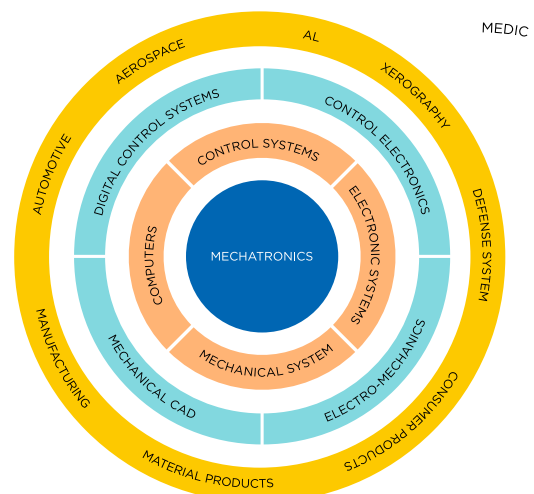 MEDIC
AL
AEROSPACE
XEROGRAPHY
AUTOMOTIVE
DEFENSE SYSTEM
MANUFACTURING
CONSUMER PRODUCTS
MATERIAL PRODUCTS
DIGITAL CONTROL SYSTEMS
CONTROL ELECTRONICS
MECHANICAL CAD
ELECTRO-MECHANICS
CONTROL SYSTEMS
COMPUTERS
ELECTRONIC SYSTEMS
MECHANICAL SYSTEM
MECHATRONICS